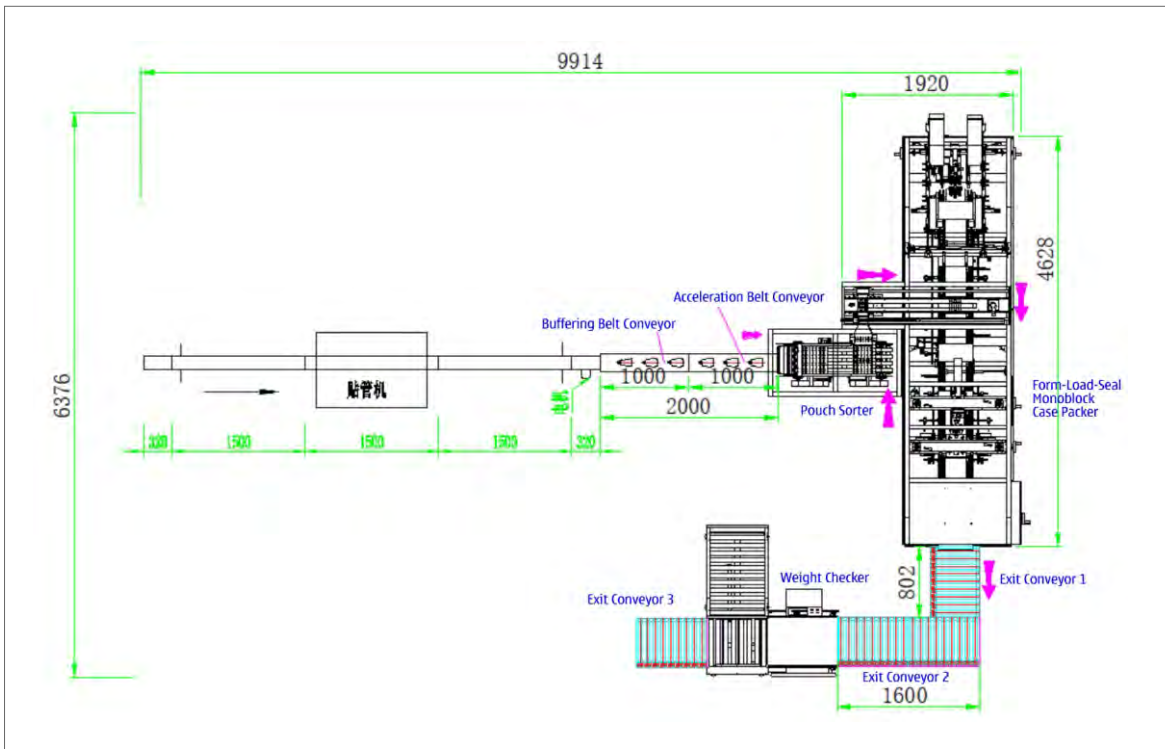 9914
1920
6376
4628
Acceleration Belt Conveyor
Buffering Belt Conveyor
1000
1000
2000
Pouch Sorter
Form-Load-Seal
Monoblock
Case Packer
贴管机
电机
1500
1500
1500
320
802
Exit Conveyor 1
Weight Checker
Exit Conveyor 3
Exit Conveyor 2
1600